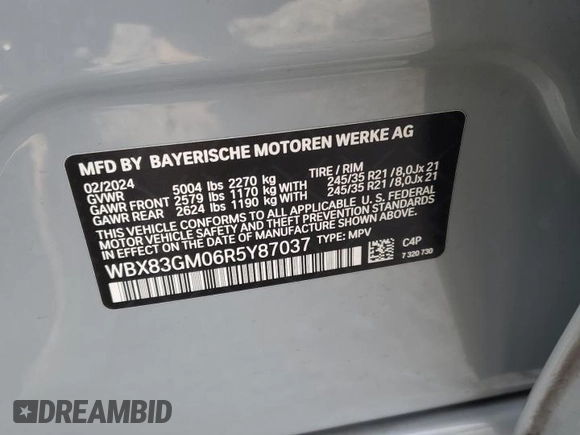 MFD BY BAYERISCHE MOTOREN WERKE AG
02/2024 TIRE / RIM
GVWR 5004 lbs 2270 kg
GAWR FRONT 2579 lbs 1170 kg WITH 245/35 R21 / 8,0Jx 21
GAWR REAR 2624 lbs 1190 kg WITH 245/35 R21 / 8,0Jx 21
THIS VEHICLE CONFORMS TO ALL APPLICABLE U. S. FEDERAL
MOTOR VEHICLE SAFETY, BUMPER, AND THEFT PREVENTION STANDARDS
IN EFFECT ON THE DATE OF MANUFACTURE SHOWN ABOVE.
WBX83GM06R5Y87037 TYPE: MPV
C4P
7 320 730
DREAMBID